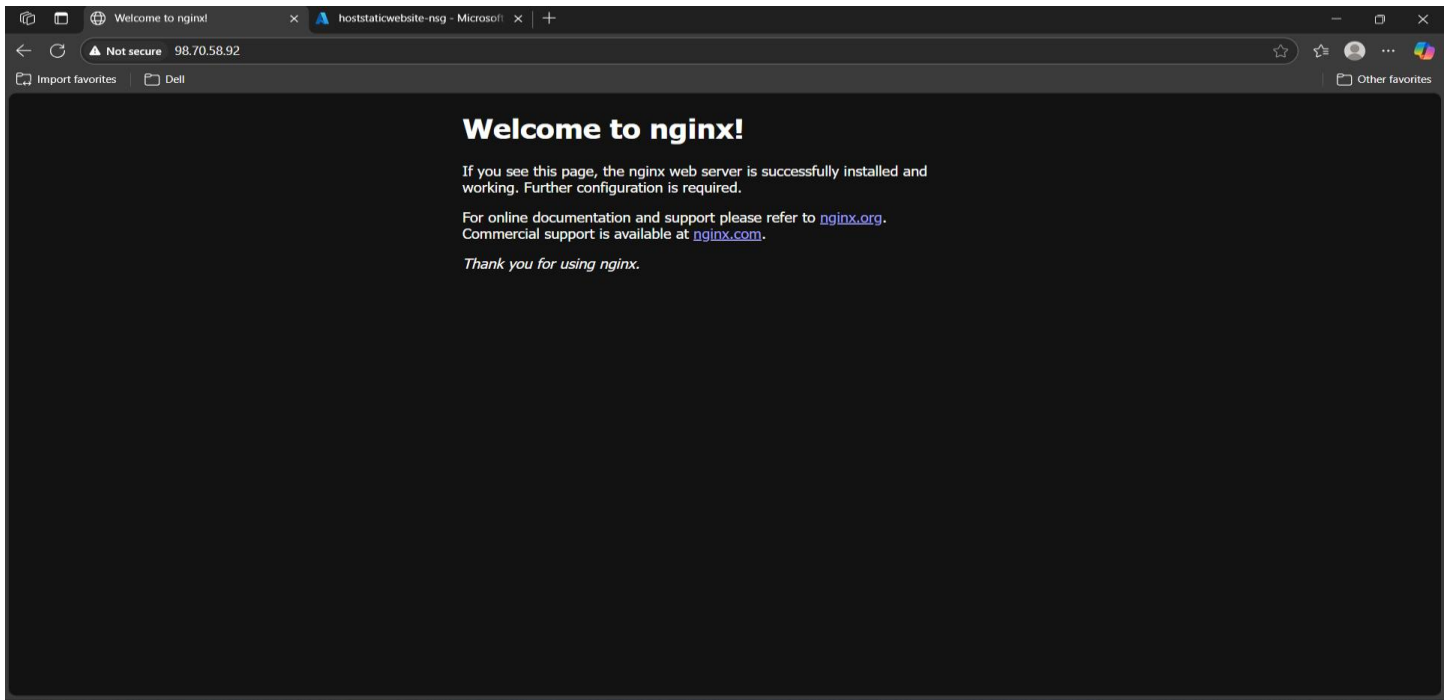 Welcome to nginx!
hoststaticwebsite-nsg - Microsoft
Not secure 98.70.58.92
Import favorites Dell Other favorites
Welcome to nginx!
If you see this page, the nginx web server is successfully installed and
working. Further configuration is required.
For online documentation and support please refer to nginx.org.
Commercial support is available at nginx.com.
Thank you for using nginx.